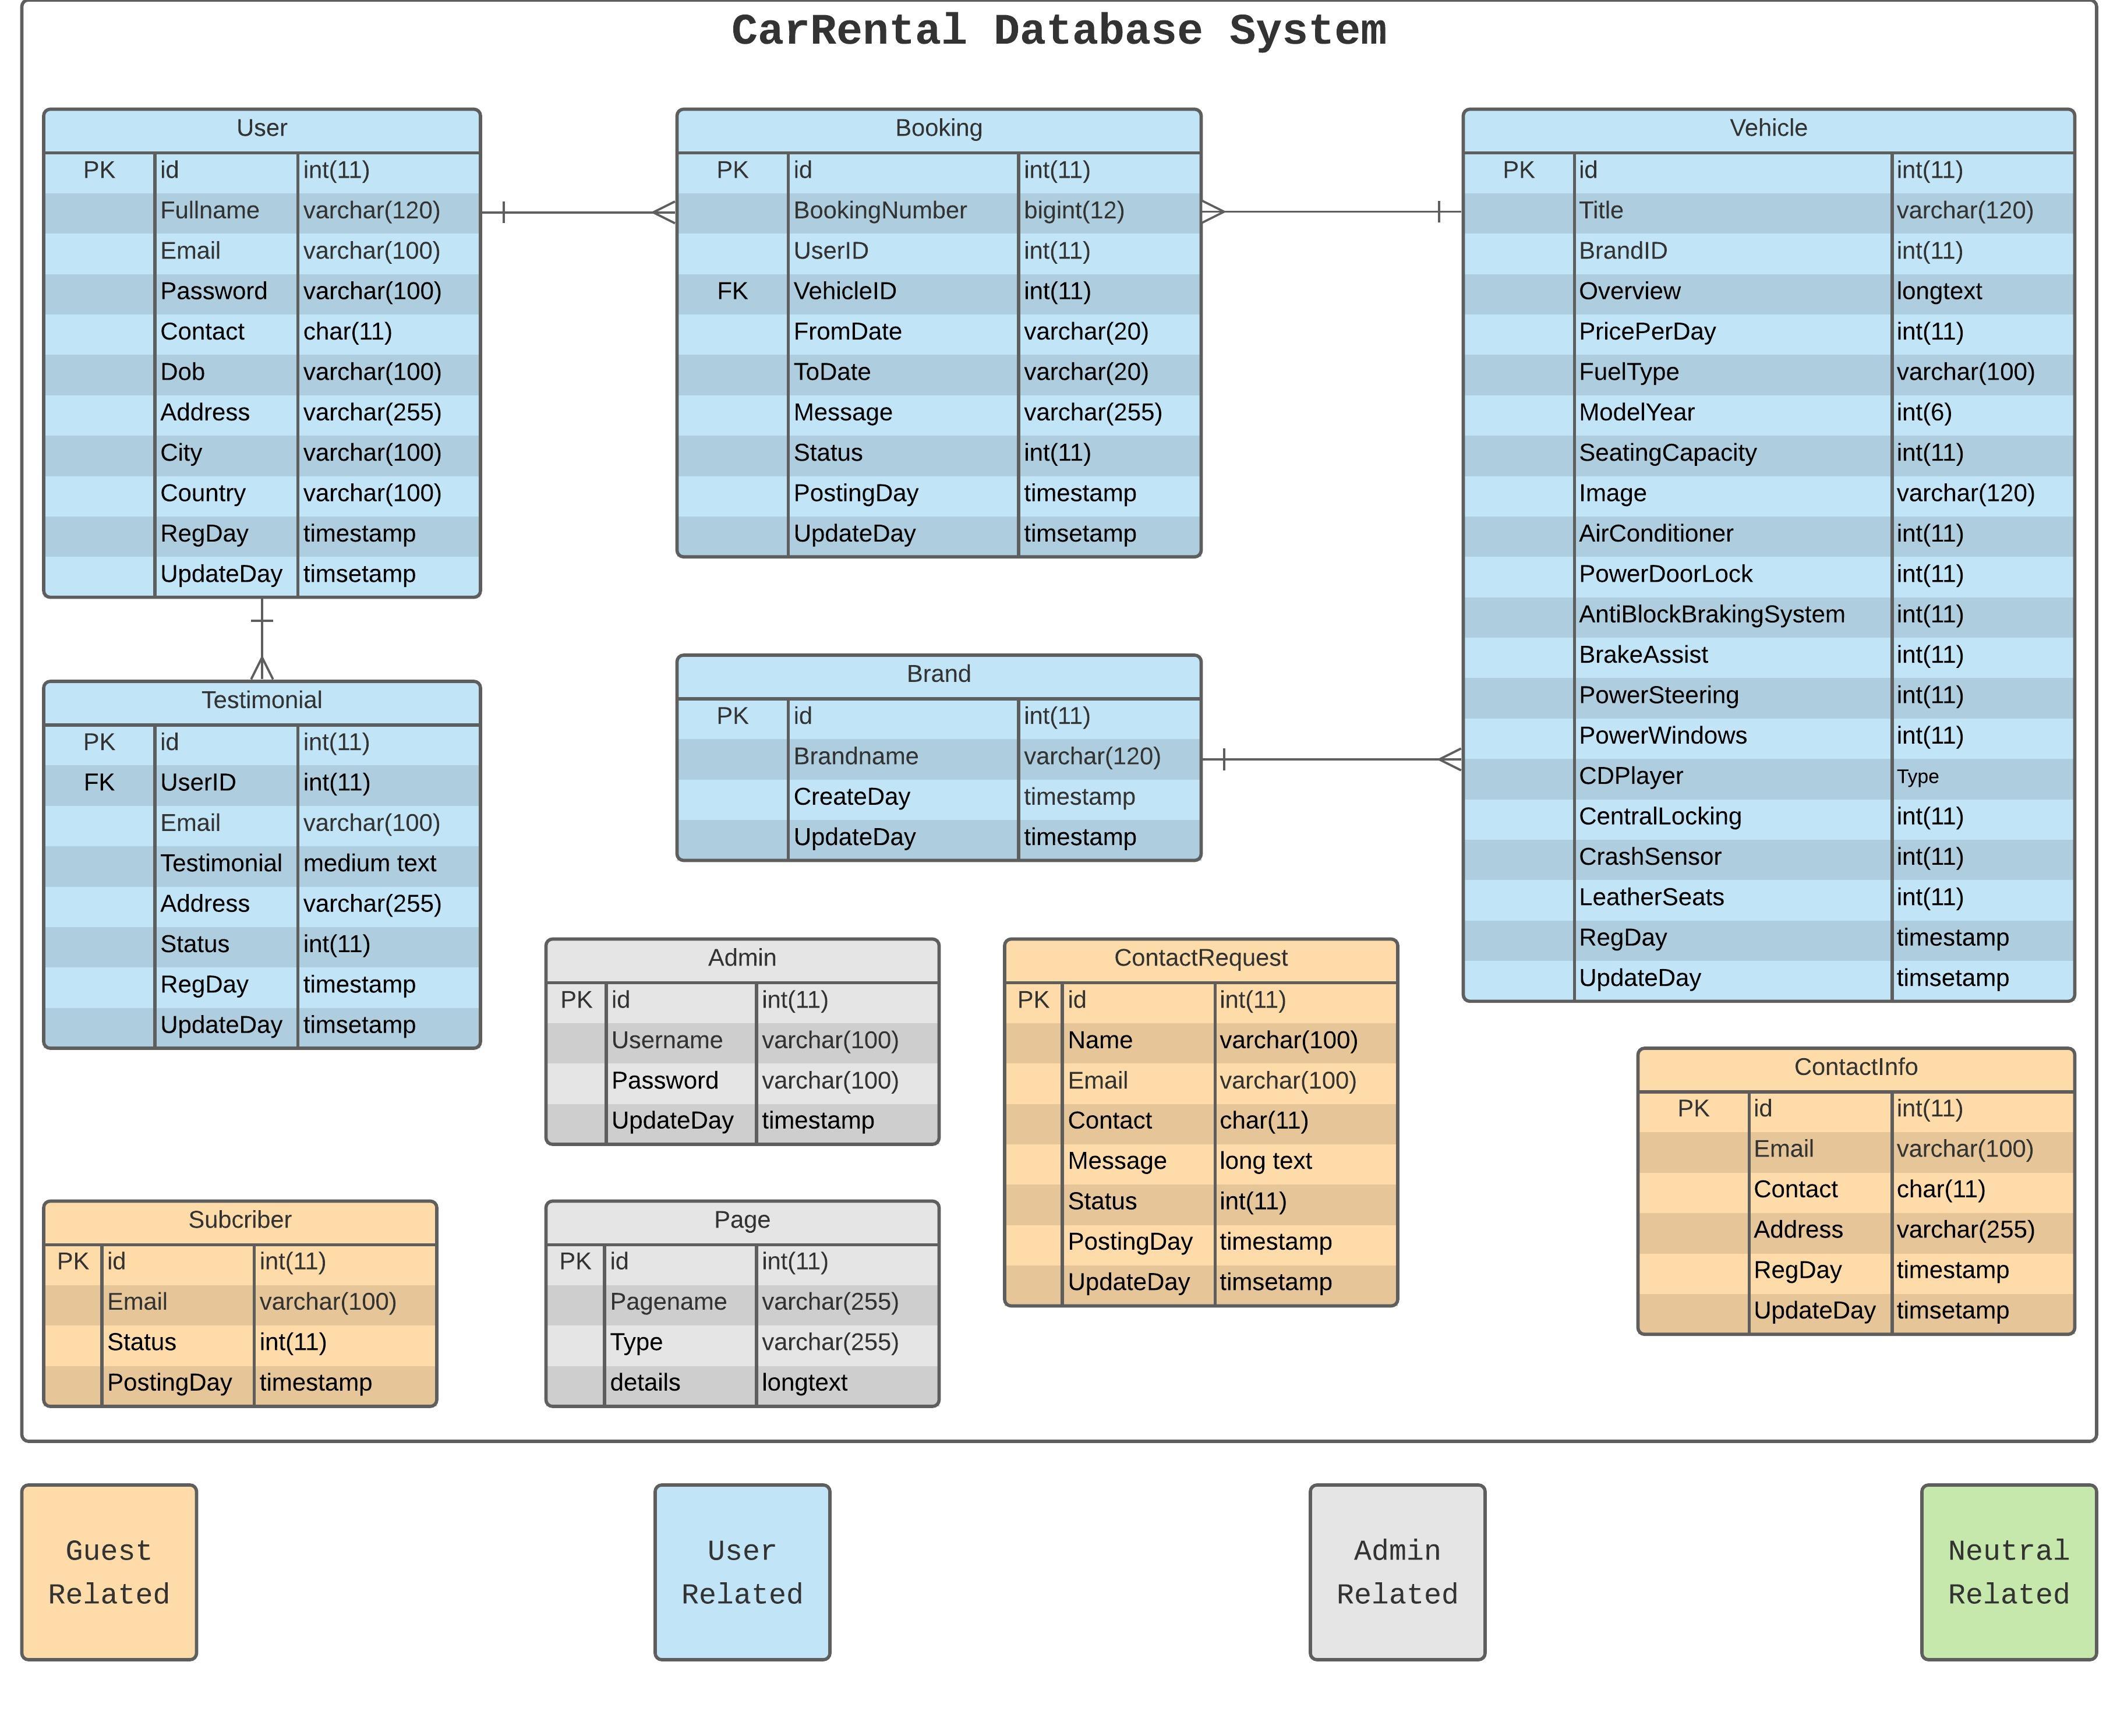 CarRental Database System
User
PK id int(11)
Fullname varchar(120)
Email varchar(100)
Password varchar(100)
Contact char(11)
Dob varchar(100)
Address varchar(255)
City varchar(100)
Country varchar(100)
RegDay timestamp
UpdateDay timsetamp
Booking
PK id int(11)
BookingNumber bigint(12)
UserID int(11)
FK VehicleID int(11)
FromDate varchar(20)
ToDate varchar(20)
Message varchar(255)
Status int(11)
PostingDay timestamp
UpdateDay timsetamp
Vehicle
PK id int(11)
Title varchar(120)
BrandID int(11)
Overview longtext
PricePerDay int(11)
FuelType varchar(100)
ModelYear int(6)
SeatingCapacity int(11)
Image varchar(120)
AirConditioner int(11)
PowerDoorLock int(11)
AntiBlockBrakingSystem int(11)
BrakeAssist int(11)
PowerSteering int(11)
PowerWindows int(11)
CDPlayer Type
CentralLocking int(11)
CrashSensor int(11)
LeatherSeats int(11)
RegDay timestamp
UpdateDay timsetamp
Testimonial
PK id int(11)
FK UserID int(11)
Email varchar(100)
Testimonial medium text
Address varchar(255)
Status int(11)
RegDay timestamp
UpdateDay timsetamp
Brand
PK id int(11)
Brandname varchar(120)
CreateDay timestamp
UpdateDay timestamp
Admin
PK id int(11)
Username varchar(100)
Password varchar(100)
UpdateDay timestamp
ContactRequest
PK id int(11)
Name varchar(100)
Email varchar(100)
Contact char(11)
Message long text
Status int(11)
PostingDay timestamp
UpdateDay timsetamp
ContactInfo
PK id int(11)
Email varchar(100)
Contact char(11)
Address varchar(255)
RegDay timestamp
UpdateDay timsetamp
Subcriber
PK id int(11)
Email varchar(100)
Status int(11)
PostingDay timestamp
Page
PK id int(11)
Pagename varchar(255)
Type varchar(255)
details longtext
Guest
Related
User
Related
Admin
Related
Neutral
Related